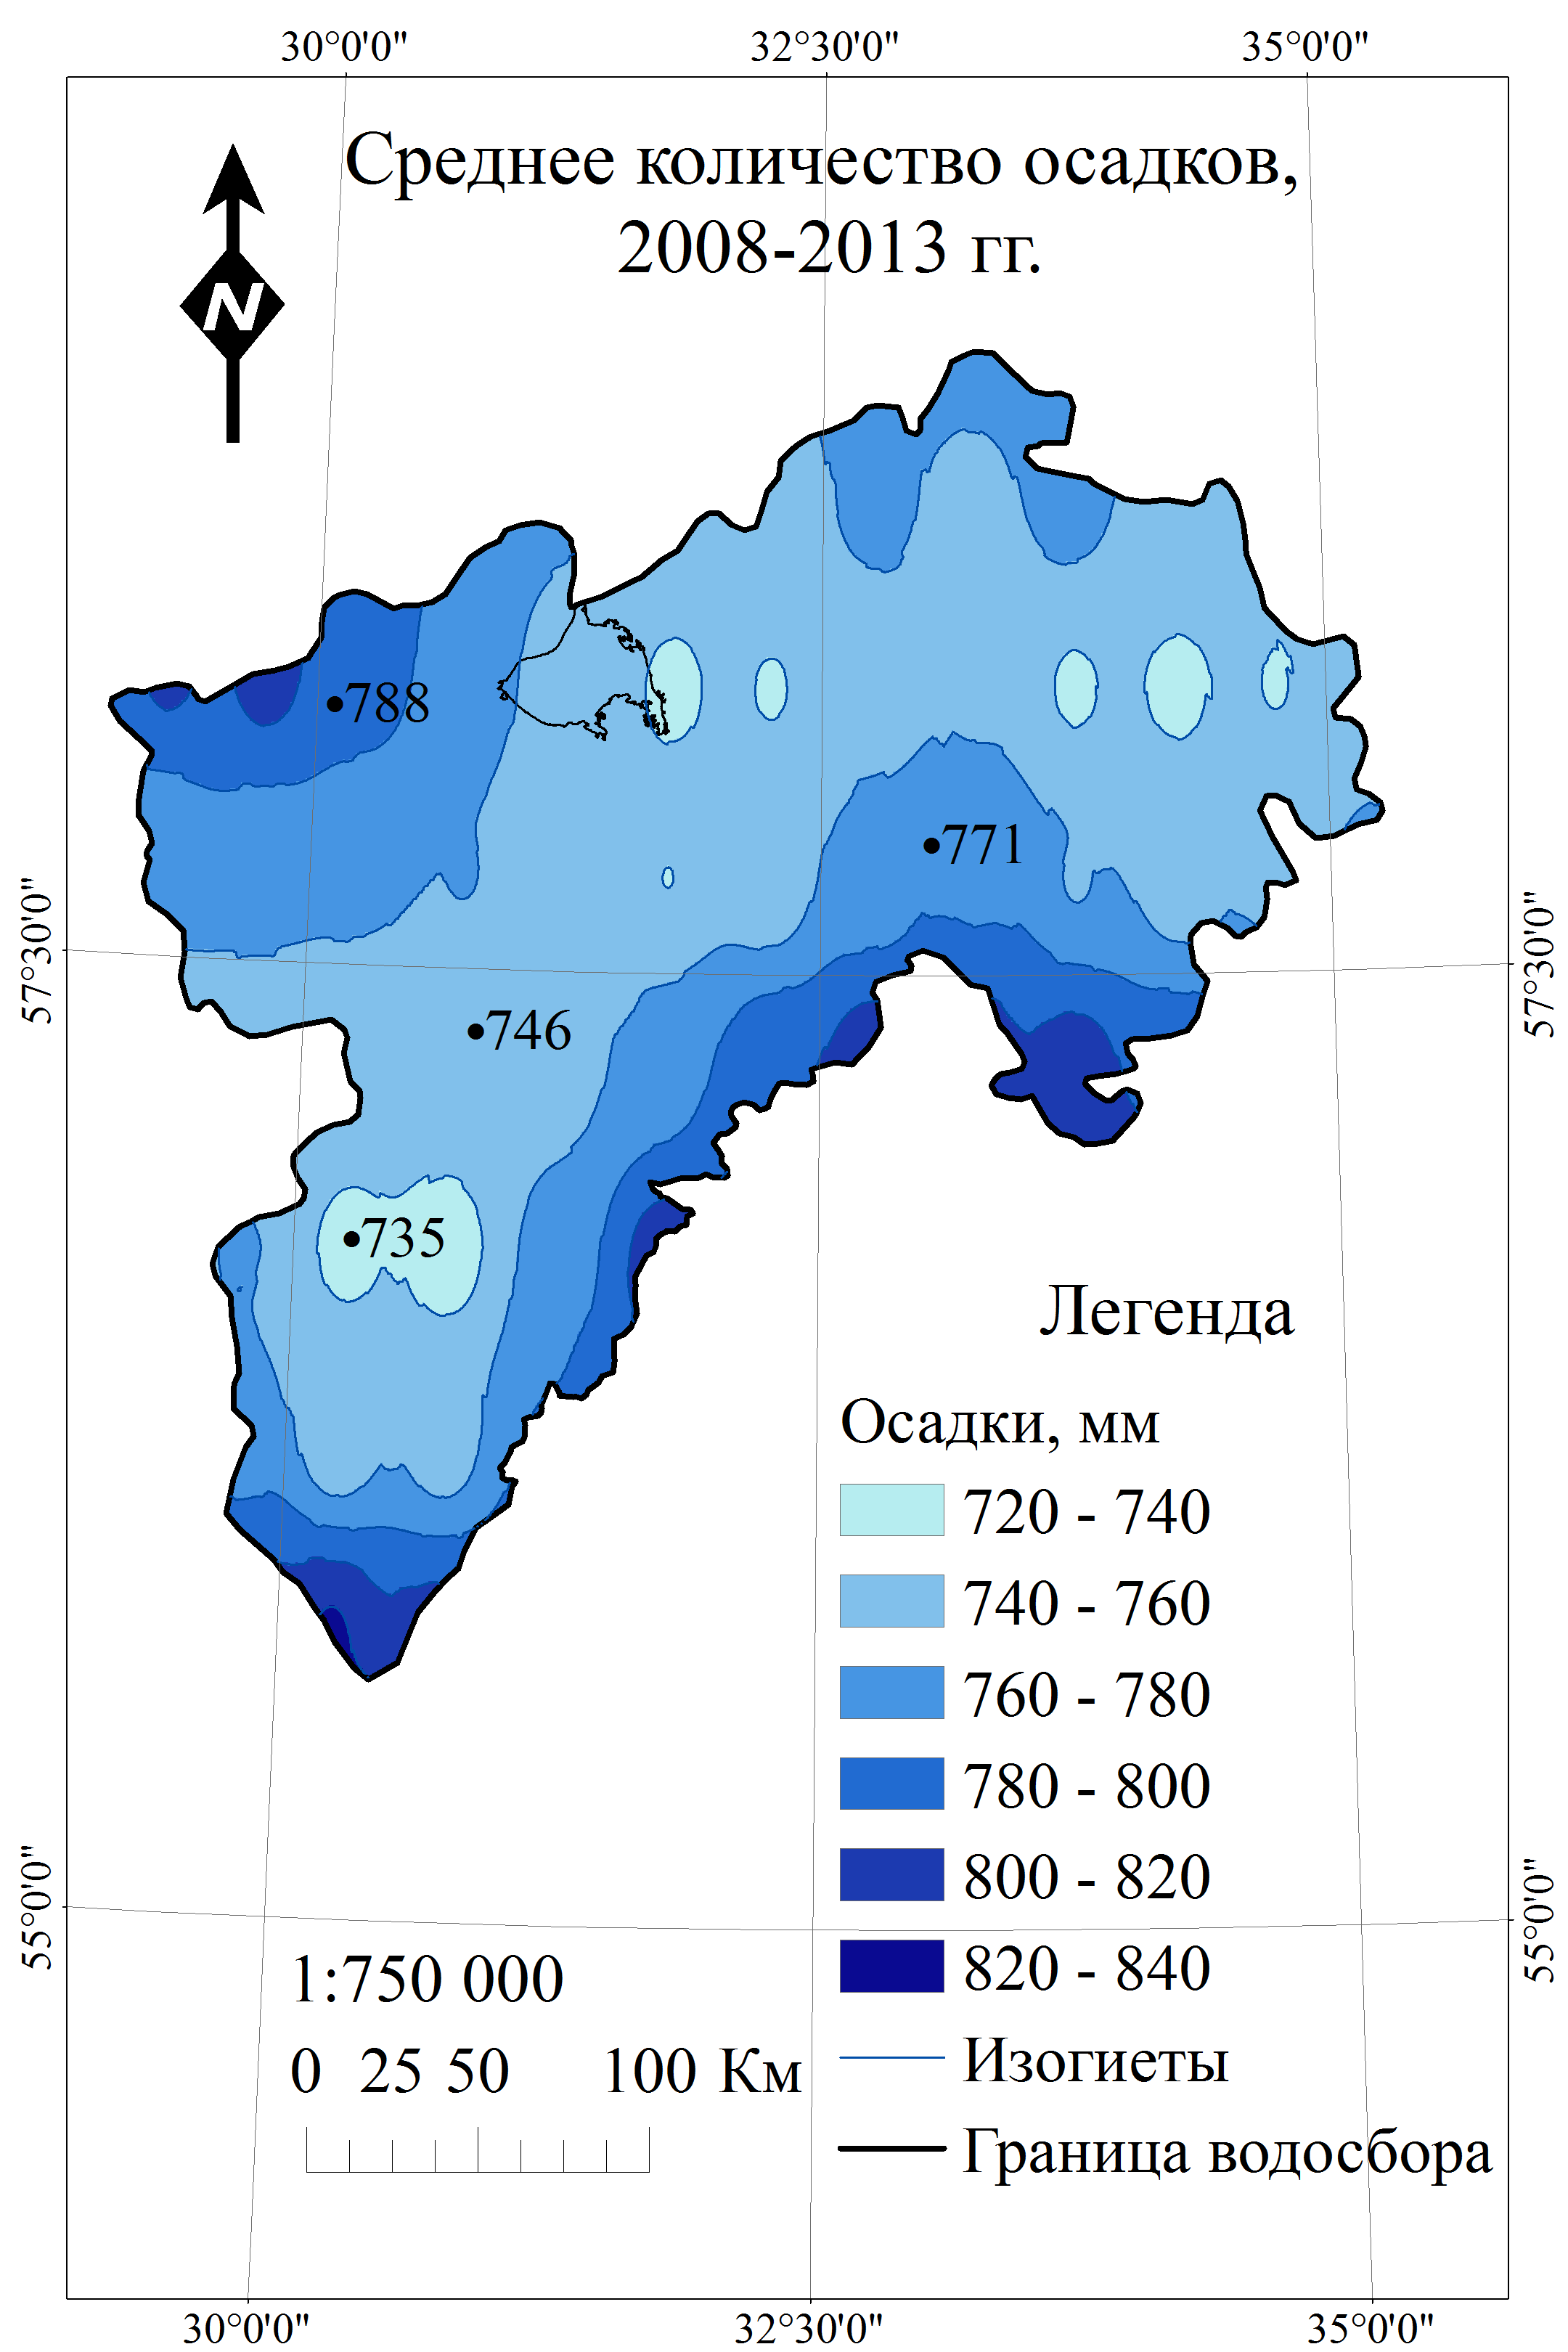 30°0'0"
32°30'0"
35°0'0"
Среднее количество осадков,
2008-2013 гг.
N
788
771
57°30'0"
57°30'0"
746
735
Легенда
Осадки, мм
720 - 740
740 - 760
760 - 780
780 - 800
800 - 820
820 - 840
Изогиеты
Граница водосбора
55°0'0"
55°0'0"
1:750 000
0 25 50 100 Км
30°0'0"
32°30'0"
35°0'0"